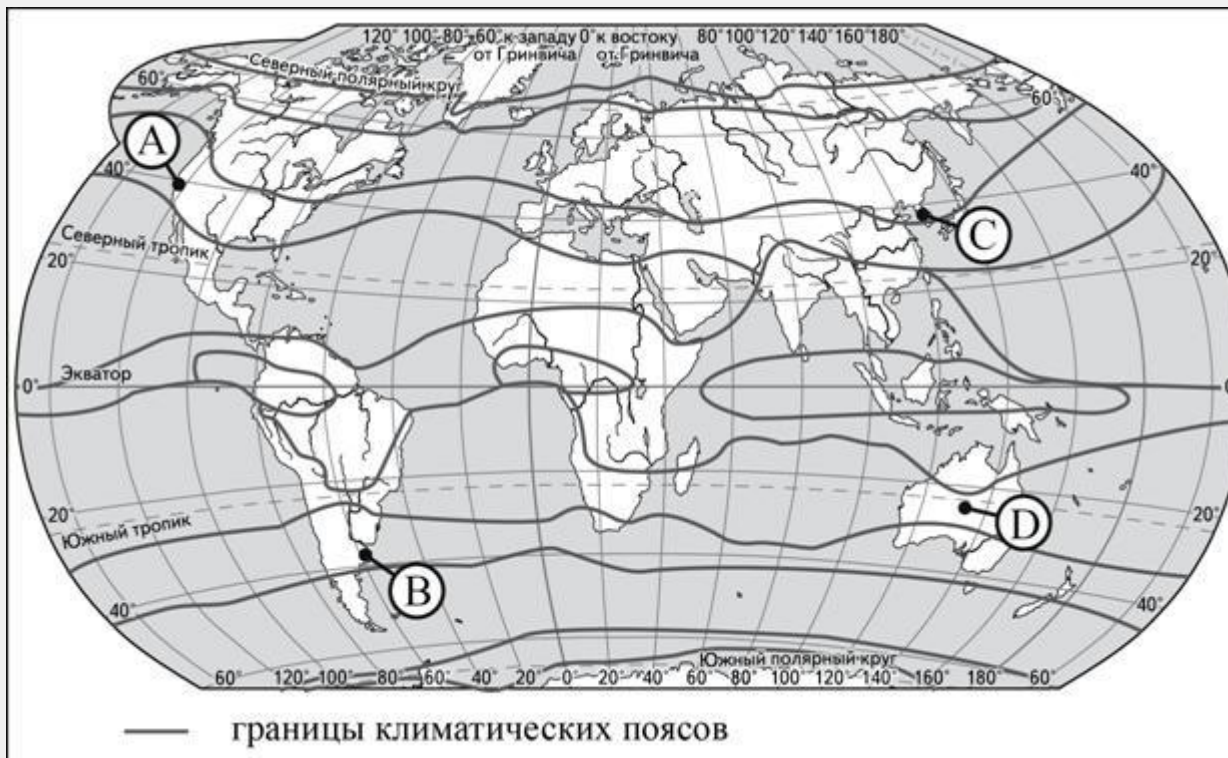 120˚ 100˚ 80˚ 60˚ к западу 0˚ к востоку 80˚ 100˚ 120˚ 140˚ 160˚ 180˚
от Гринвича от Гринвича
Северный полярный круг
60˚ 60˚
A
40˚ 40˚
C
Северный тропик
20˚ 20˚
Экватор
0˚ 0
D
20˚ 20˚
Южный тропик
B
40˚ 40˚
Южный полярный круг
60˚ 120˚ 100˚ 80˚ 60˚ 40˚ 20˚ 0˚ 20˚ 40˚ 60˚ 80˚ 100˚ 120˚ 140˚ 160˚ 180˚ 60˚
границы климатических поясов